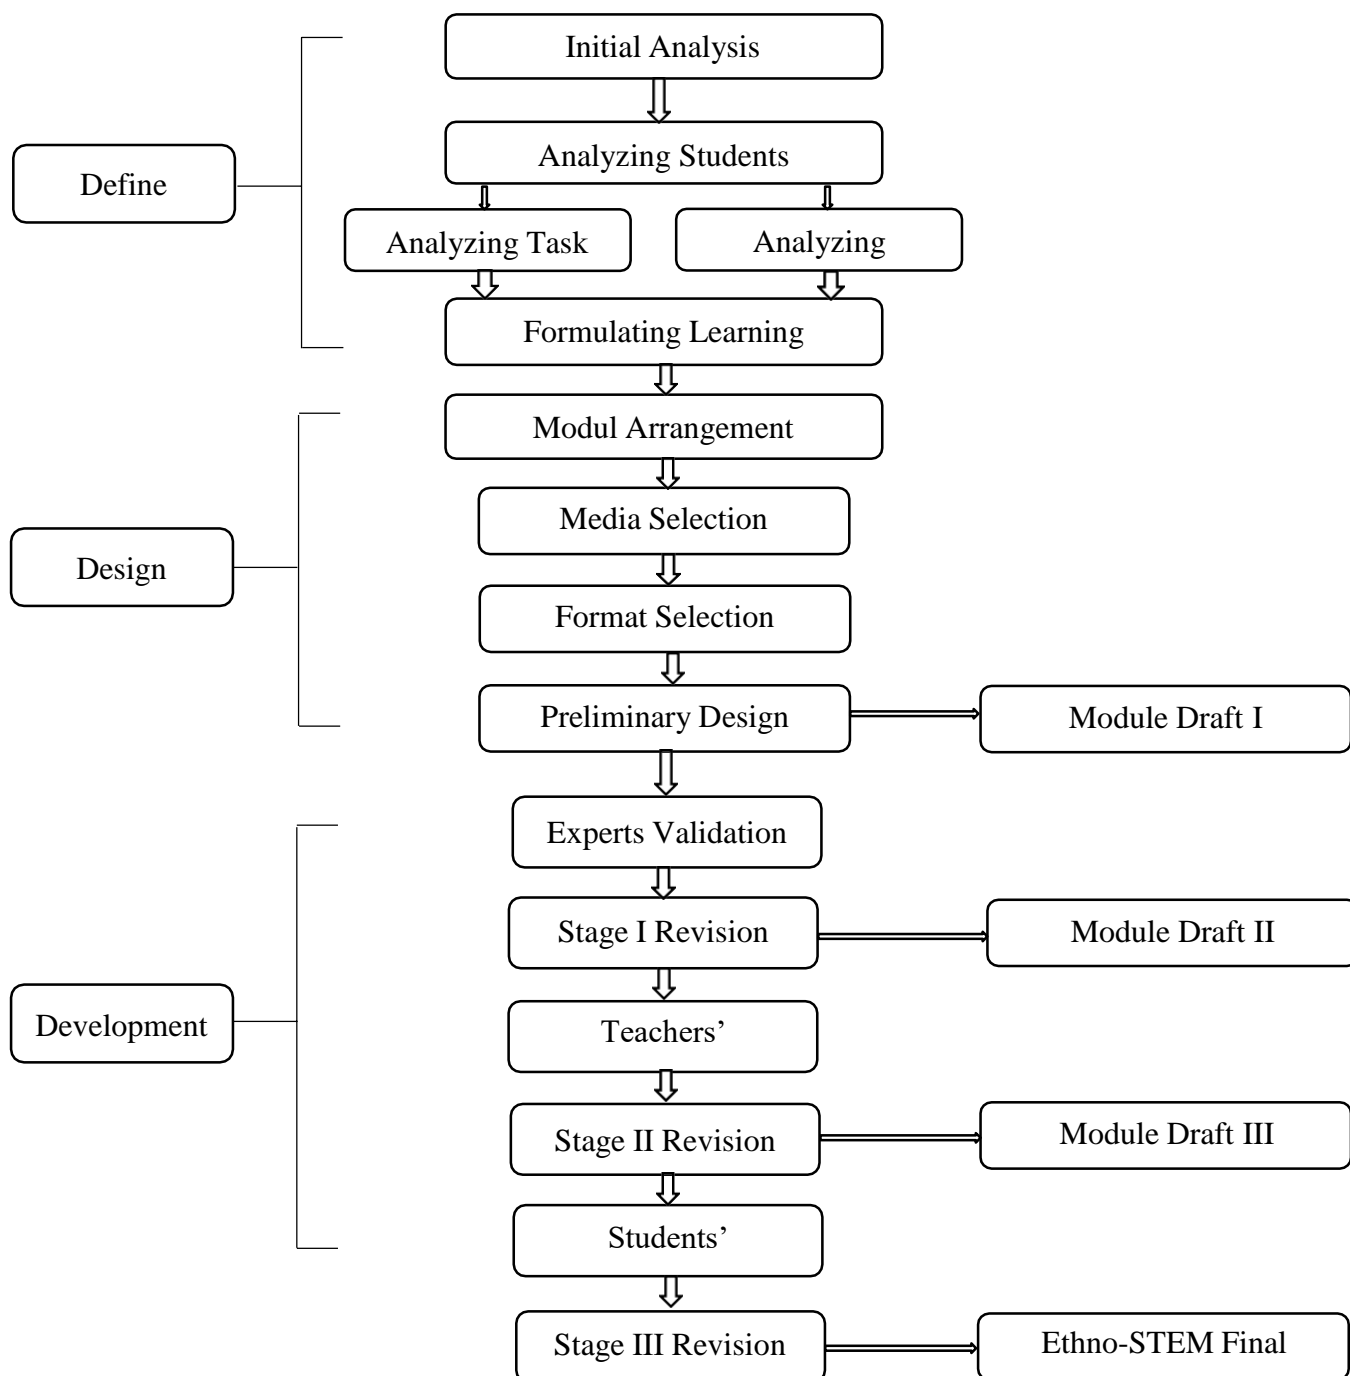 Initial Analysis
Analyzing Students
Define
Analyzing Task
Analyzing
Formulating Learning
Modul Arrangement
Media Selection
Design
Format Selection
Preliminary Design
Module Draft I
Experts Validation
Stage I Revision
Module Draft II
Development
Teachers’
Stage II Revision
Module Draft III
Students’
Stage III Revision
Ethno-STEM Final